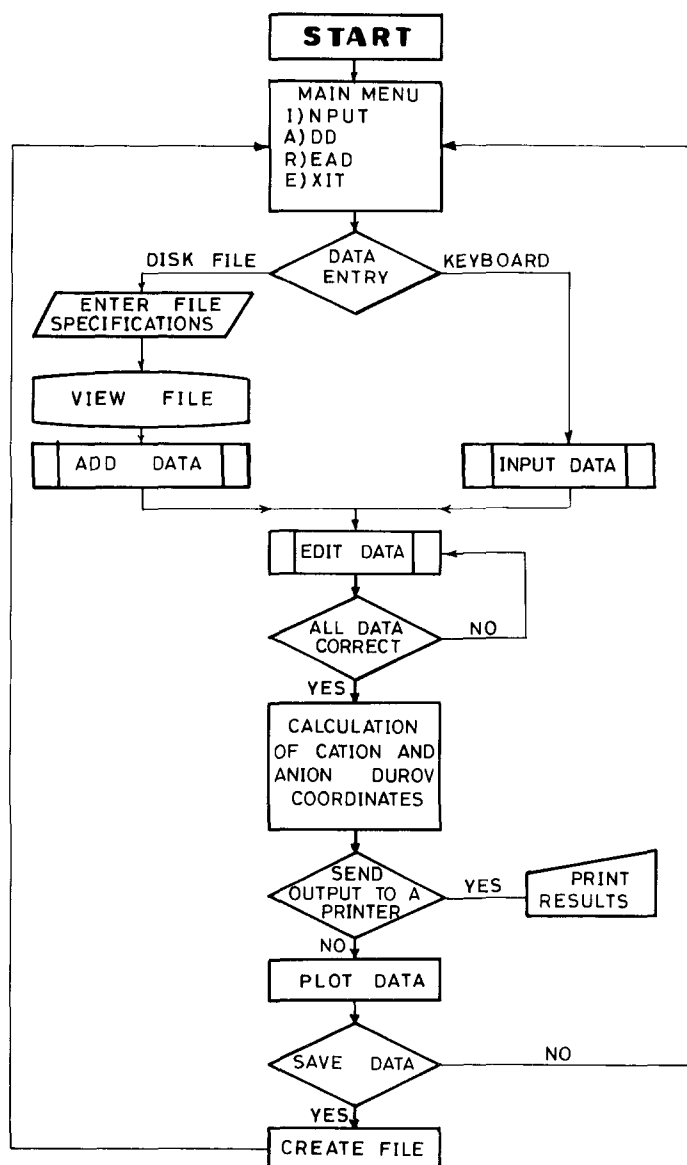 START
MAIN MENU
I)NPUT
A)DD
R)EAD
E)XIT
DISK FILE
DATA
ENTRY
KEYBOARD
ENTER FILE
SPECIFICATIONS
VIEW FILE
ADD DATA
INPUT DATA
EDIT DATA
ALL DATA
CORRECT
NO
YES
CALCULATION
OF CATION AND
ANION DUROV
COORDINATES
SEND
OUTPUT TO A
PRINTER
YES
PRINT
RESULTS
NO
PLOT DATA
SAVE DATA
NO
YES
CREATE FILE